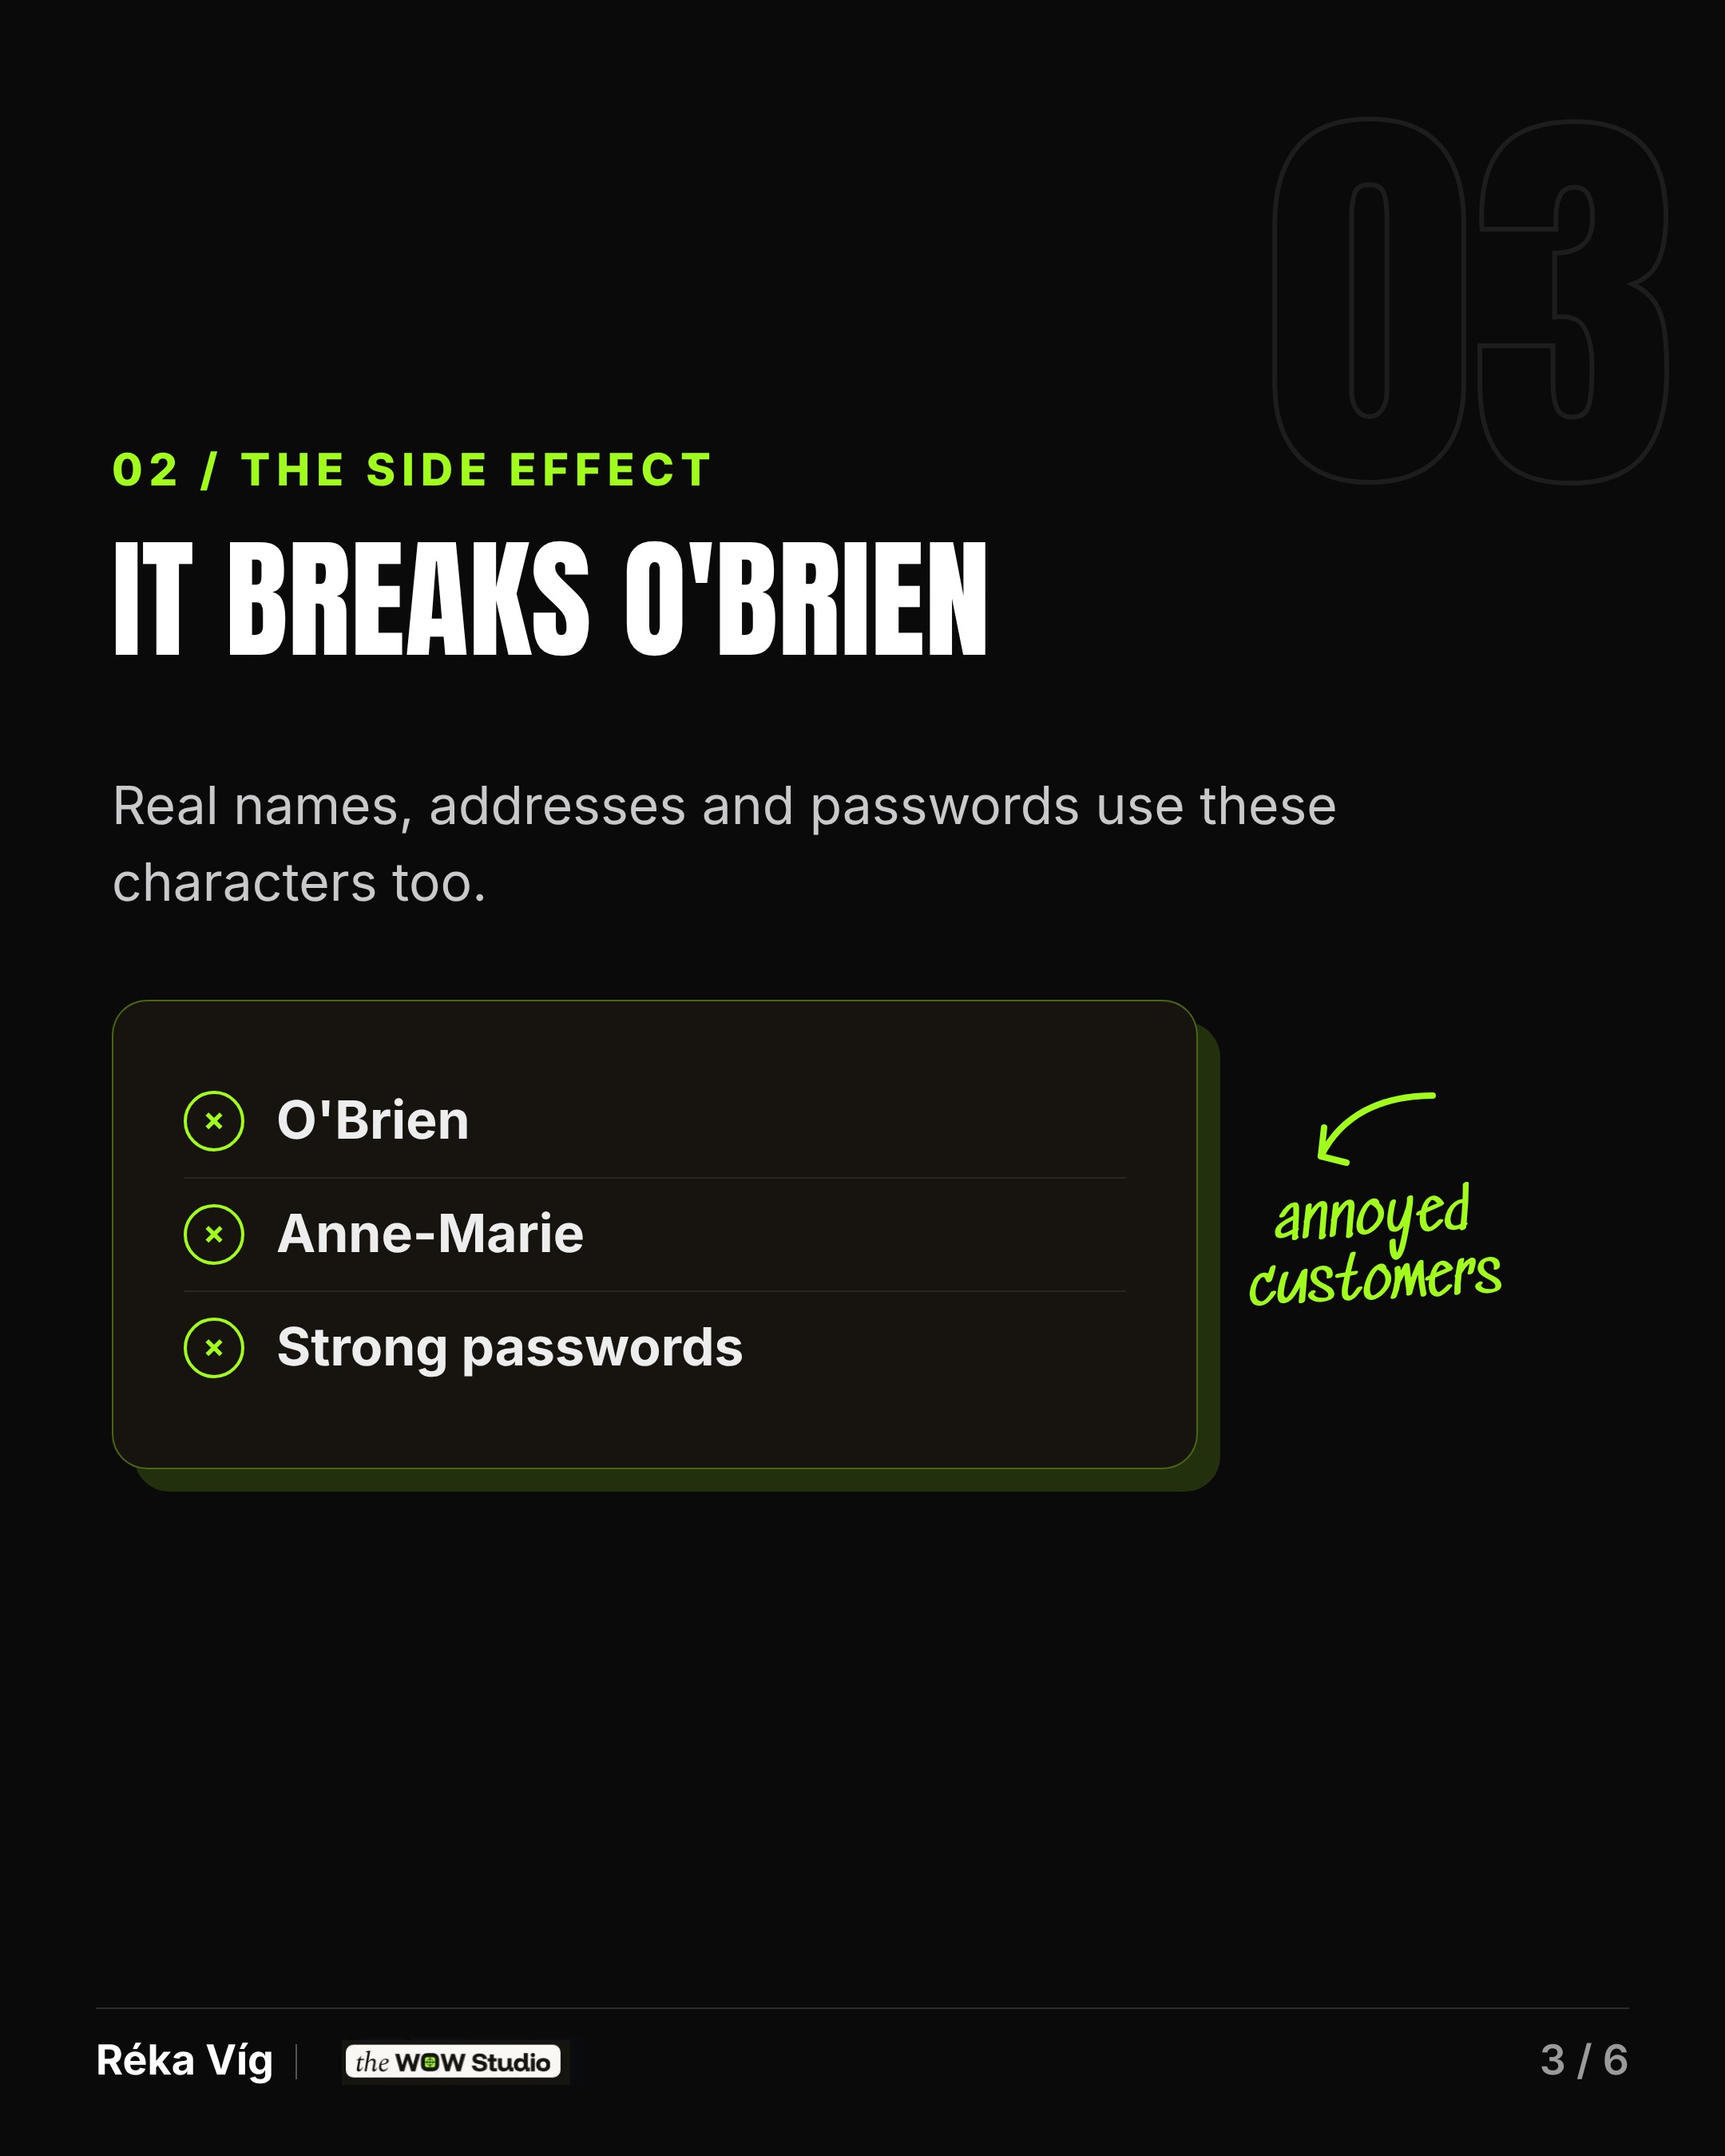 03
02 / THE SIDE EFFECT
IT BREAKS O'BRIEN
Real names, addresses and passwords use these
characters too.
O'Brien
Anne-Marie
Strong passwords
annoyed
customers
Réka Víg
the WOW Studio
3 / 6